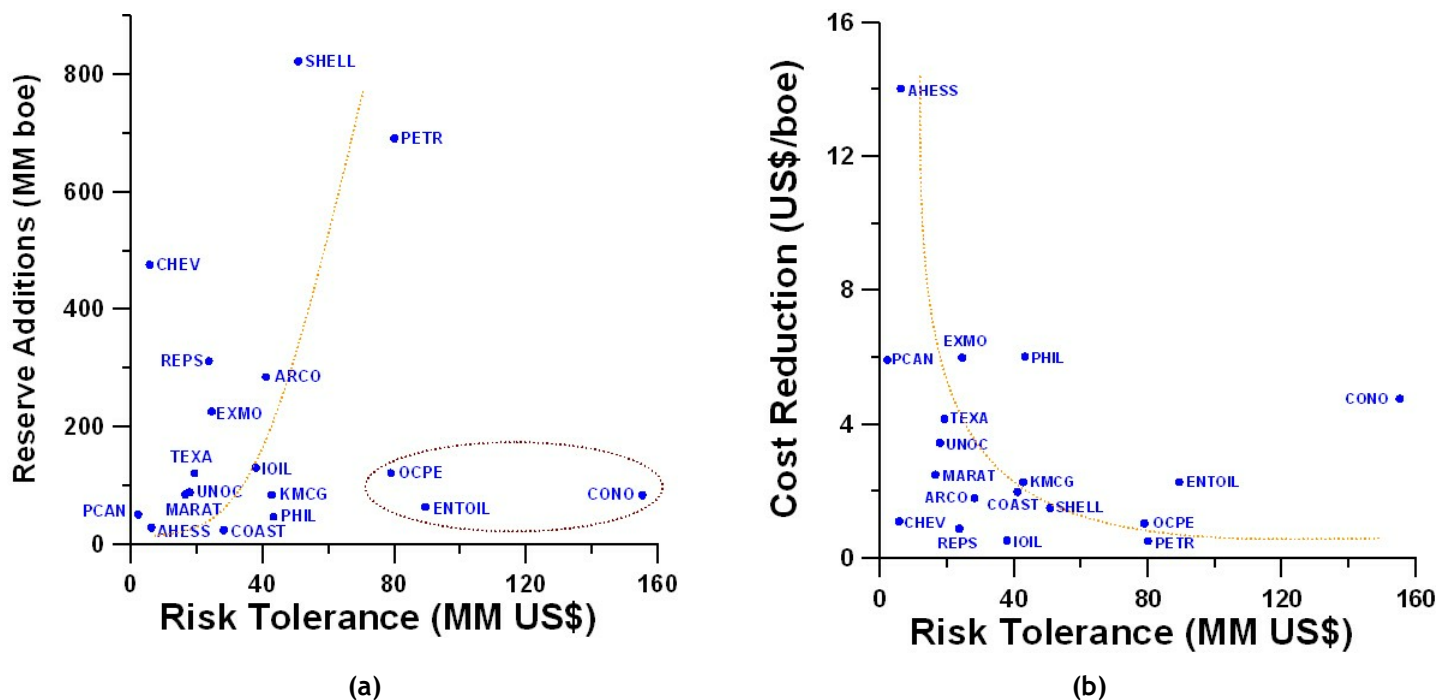 Reserve Additions (MM boe)
800
600
400
200
0
SHELL
PETR
CHEV
REPS
ARCO
EXMO
TEXA
IOIL
OCPE
UNOC
KMCG
CONO
MARAT
ENTOIL
PCAN
PHIL
AHESS
COAST
0 40 80 120 160
Risk Tolerance (MM US$)
(a)
Cost Reduction (US$/boe)
16
12
8
4
0
AHESS
EXMO
PCAN
PHIL
CONO
TEXA
UNOC
MARAT
KMCG
ENTOIL
ARCO
COAST
SHELL
CHEV
OCPE
REPS
IOIL
PETR
0 40 80 120 160
Risk Tolerance (MM US$)
(b)